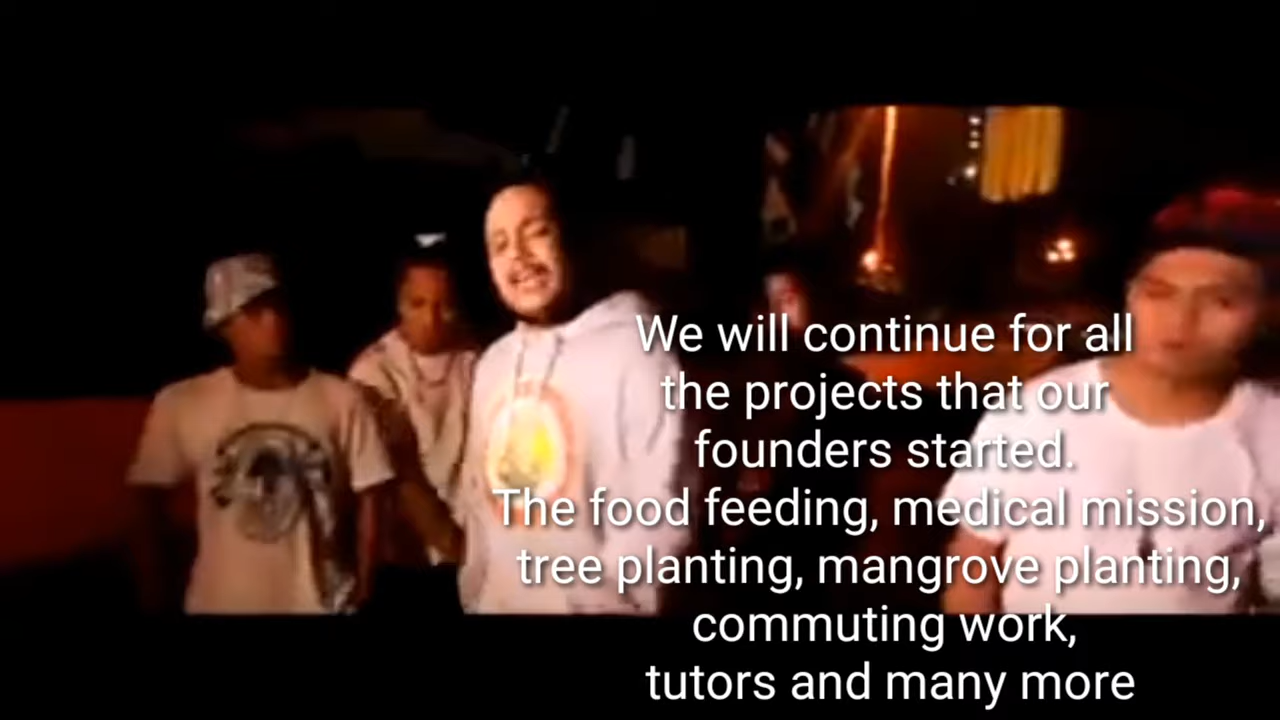 We will continue for all
the projects that our
founders started.
The food feeding, medical mission,
tree planting, mangrove planting,
commuting work,
tutors and many more